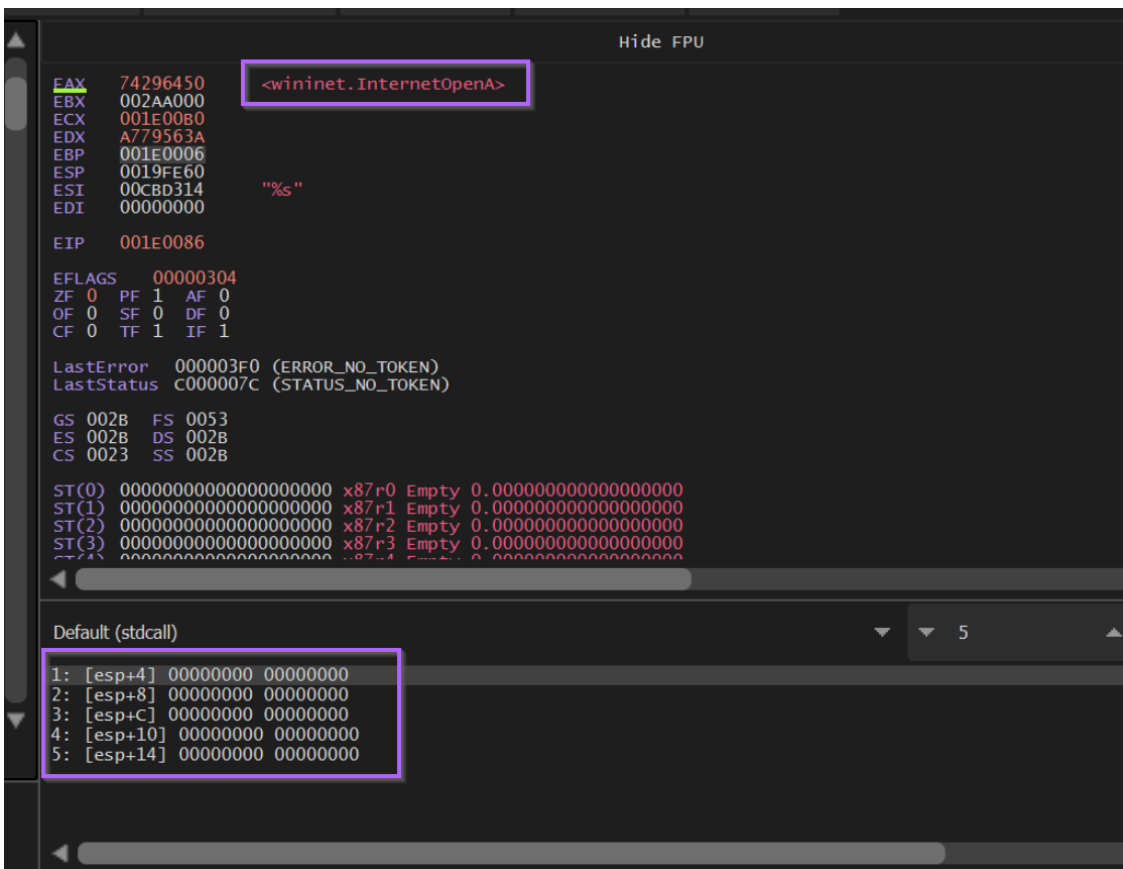 Hide FPU
EAX 74296450 <wininet.InternetOpenA>
EBX 002AA000
ECX 001E00B0
EDX A779563A
EBP 001E0006
ESP 0019FE60
ESI 00CBD314 "%s"
EDI 00000000
EIP 001E0086
EFLAGS 00000304
ZF 0 PF 1 AF 0
OF 0 SF 0 DF 0
CF 0 TF 1 IF 1
LastError 000003F0 (ERROR_NO_TOKEN)
LastStatus C000007C (STATUS_NO_TOKEN)
GS 002B FS 0053
ES 002B DS 002B
CS 0023 SS 002B
ST(0) 00000000000000000000 x87r0 Empty 0.000000000000000000
ST(1) 00000000000000000000 x87r1 Empty 0.000000000000000000
ST(2) 00000000000000000000 x87r2 Empty 0.000000000000000000
ST(3) 00000000000000000000 x87r3 Empty 0.000000000000000000
Default (stdcall) 5
1: [esp+4] 00000000 00000000
2: [esp+8] 00000000 00000000
3: [esp+C] 00000000 00000000
4: [esp+10] 00000000 00000000
5: [esp+14] 00000000 00000000